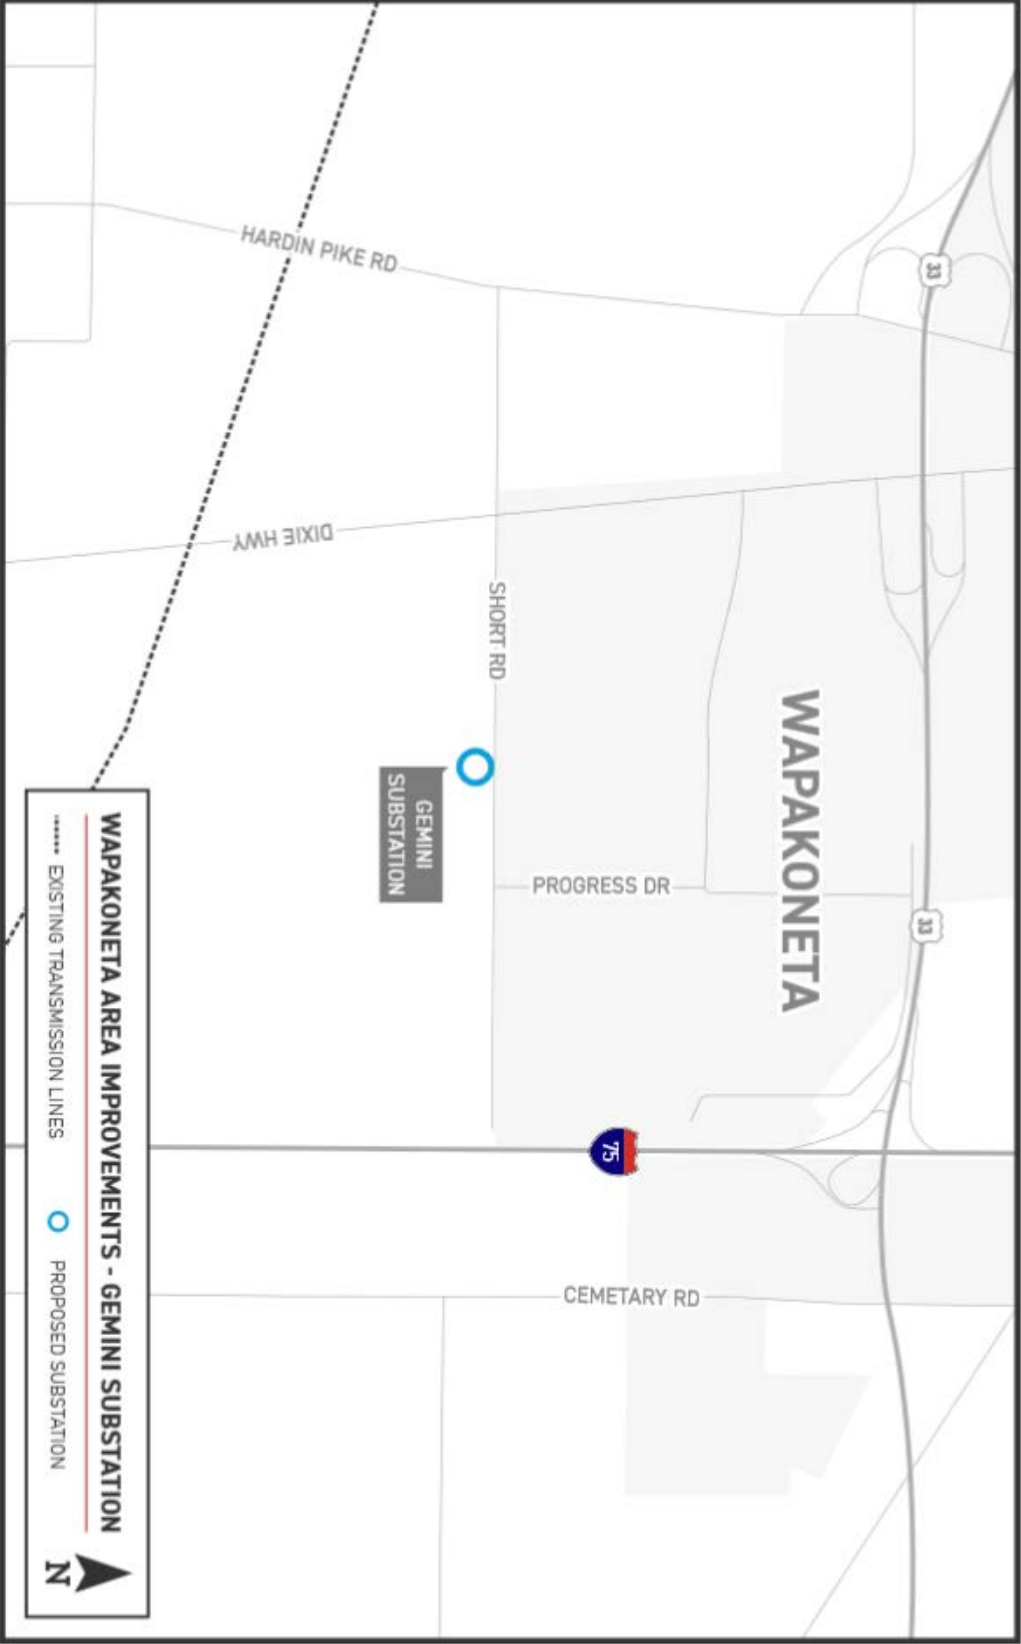 33
HARDIN PIKE RD
DIXIE HWY
SHORT RD
WAPAKONETA
GEMINI
SUBSTATION
PROGRESS DR
33
75
CEMETARY RD
WAPAKONETA AREA IMPROVEMENTS - GEMINI SUBSTATION
EXISTING TRANSMISSION LINES
PROPOSED SUBSTATION
N